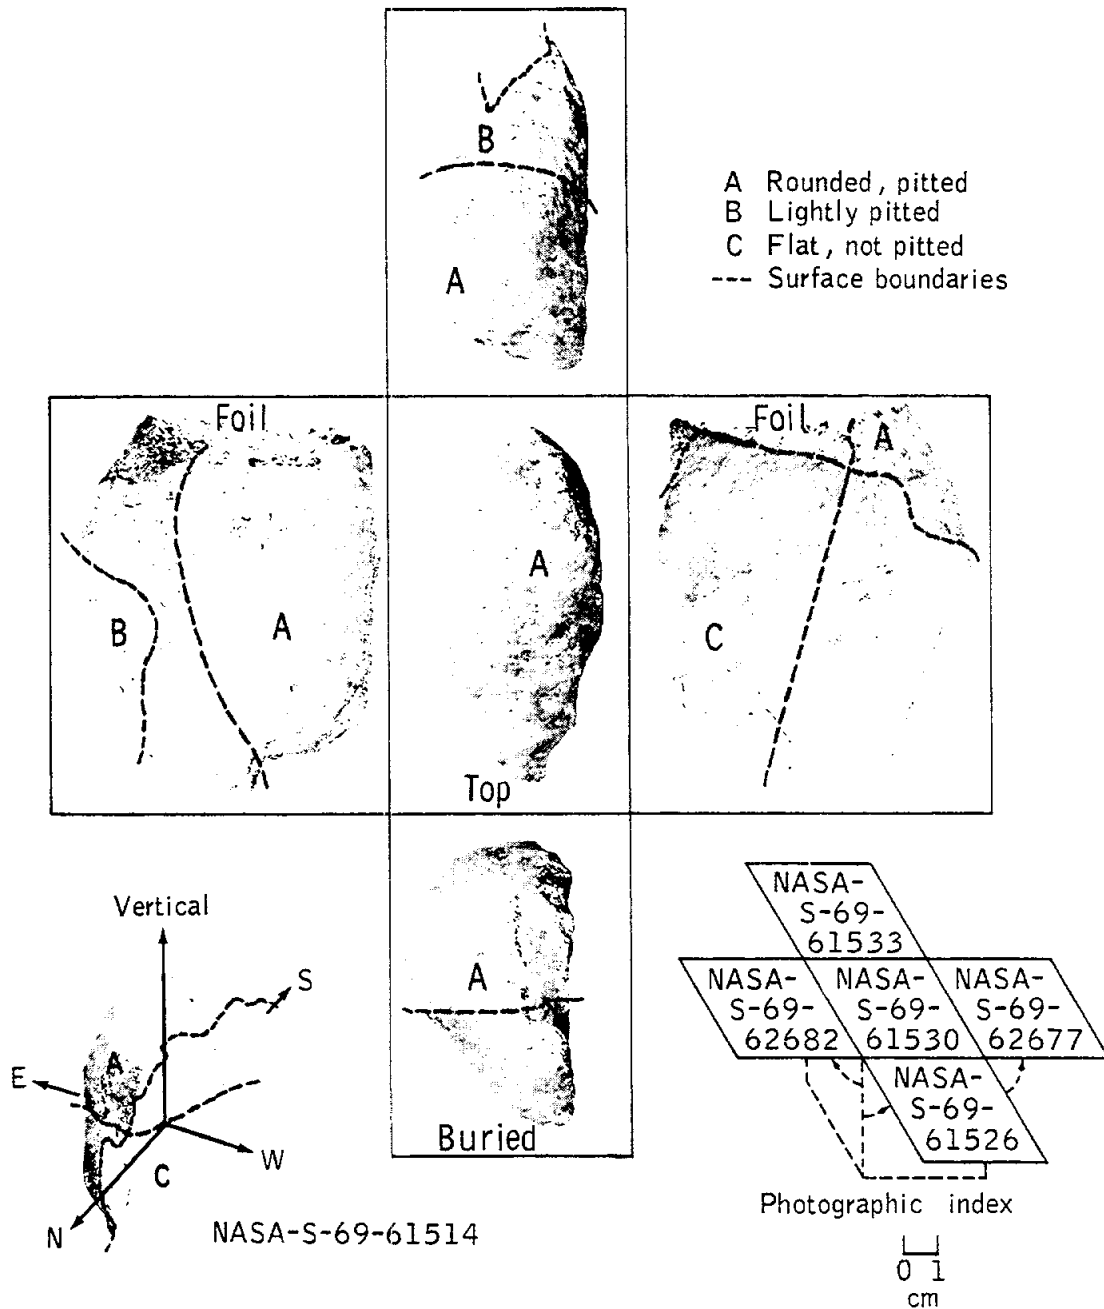 B
A
A Rounded, pitted
B Lightly pitted
C Flat, not pitted
--- Surface boundaries
Foil
B
A
A
Top
Foil
A
C
A
Buried
Vertical
S
A
E
W
C
N
NASA-S-69-61514
NASA-
S-69-
61533
NASA-
S-69-
62682
NASA-
S-69-
61530
NASA-
S-69-
62677
NASA-
S-69-
61526
Photographic index
0 1
cm